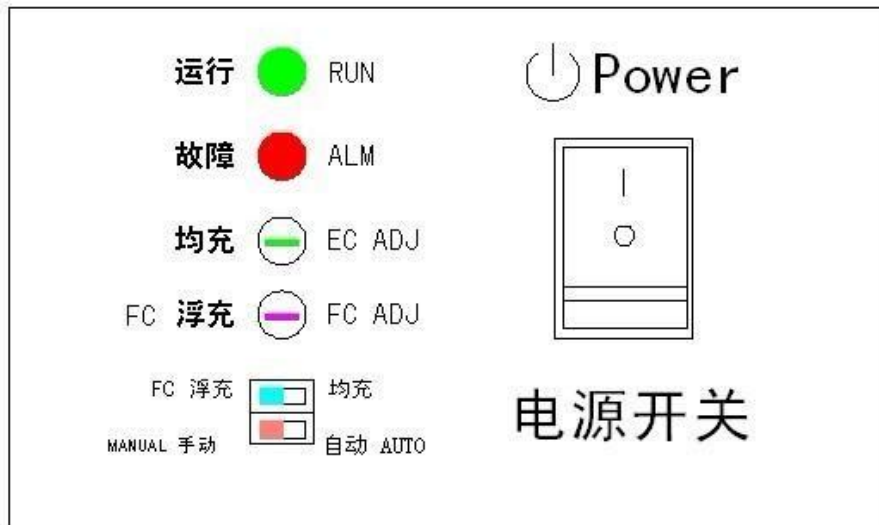 运行 RUN
Power
故障 ALM
均充 EC ADJ
FC 浮充 FC ADJ
FC 浮充 均充
MANUAL 手动 自动 AUTO
电源开关